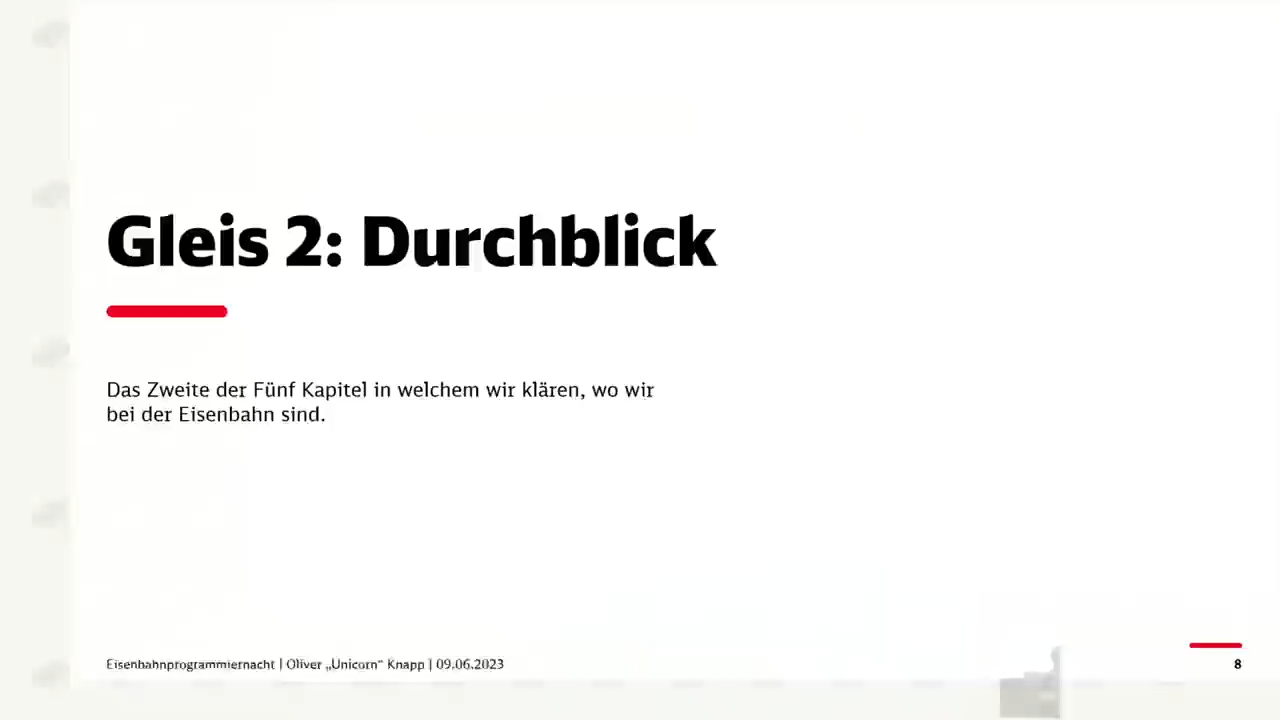 Gleis 2: Durchblick
Das Zweite der Fünf Kapitel in welchem wir klären, wo wir
bei der Eisenbahn sind.
Eisenbahnprogrammiernacht | Oliver „Unicorn“ Knapp | 09.06.2023
8